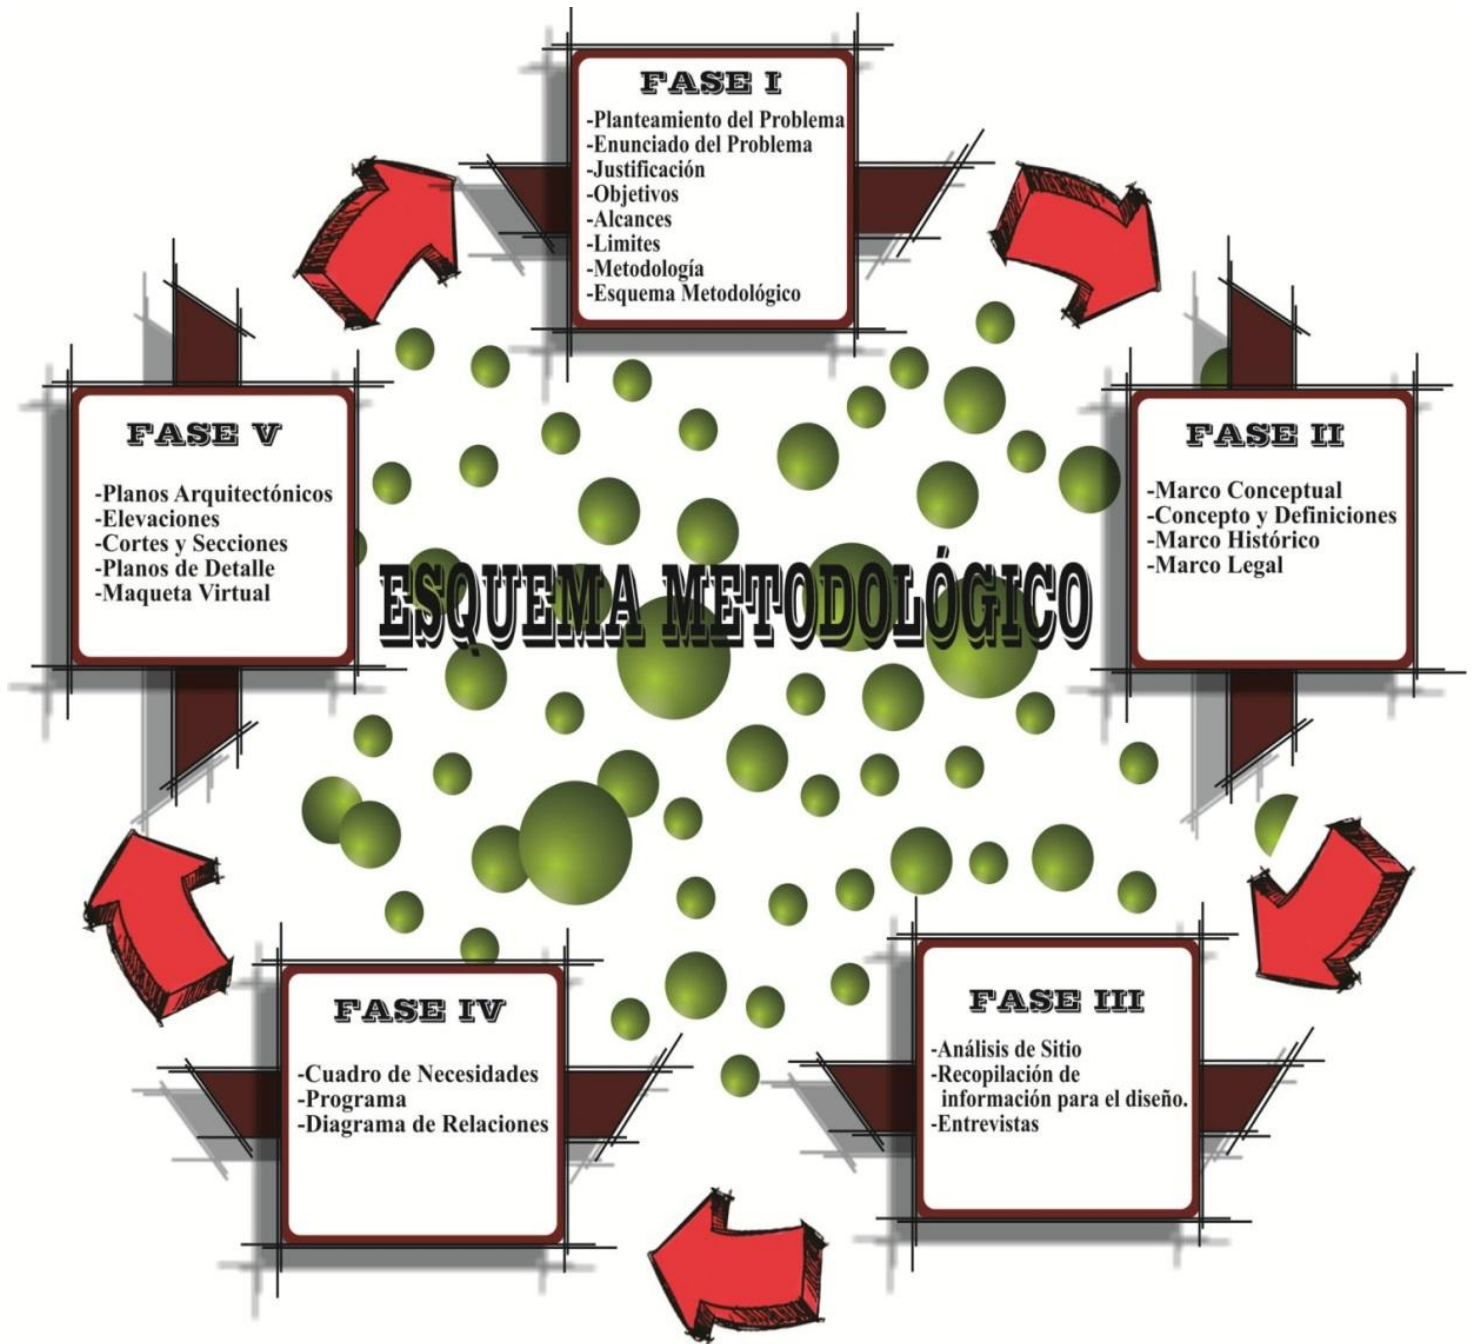 FASE I
-Planteamiento del Problema
-Enunciado del Problema
-Justificación
-Objetivos
-Alcances
-Limites
-Metodología
-Esquema Metodológico
FASE II
-Marco Conceptual
-Concepto y Definiciones
-Marco Histórico
-Marco Legal
FASE III
-Análisis de Sitio
-Recopilación de
información para el diseño.
-Entrevistas
FASE IV
-Cuadro de Necesidades
-Programa
-Diagrama de Relaciones
FASE V
-Planos Arquitectónicos
-Elevaciones
-Cortes y Secciones
-Planos de Detalle
-Maqueta Virtual
ESQUEMA METODOLÓGICO